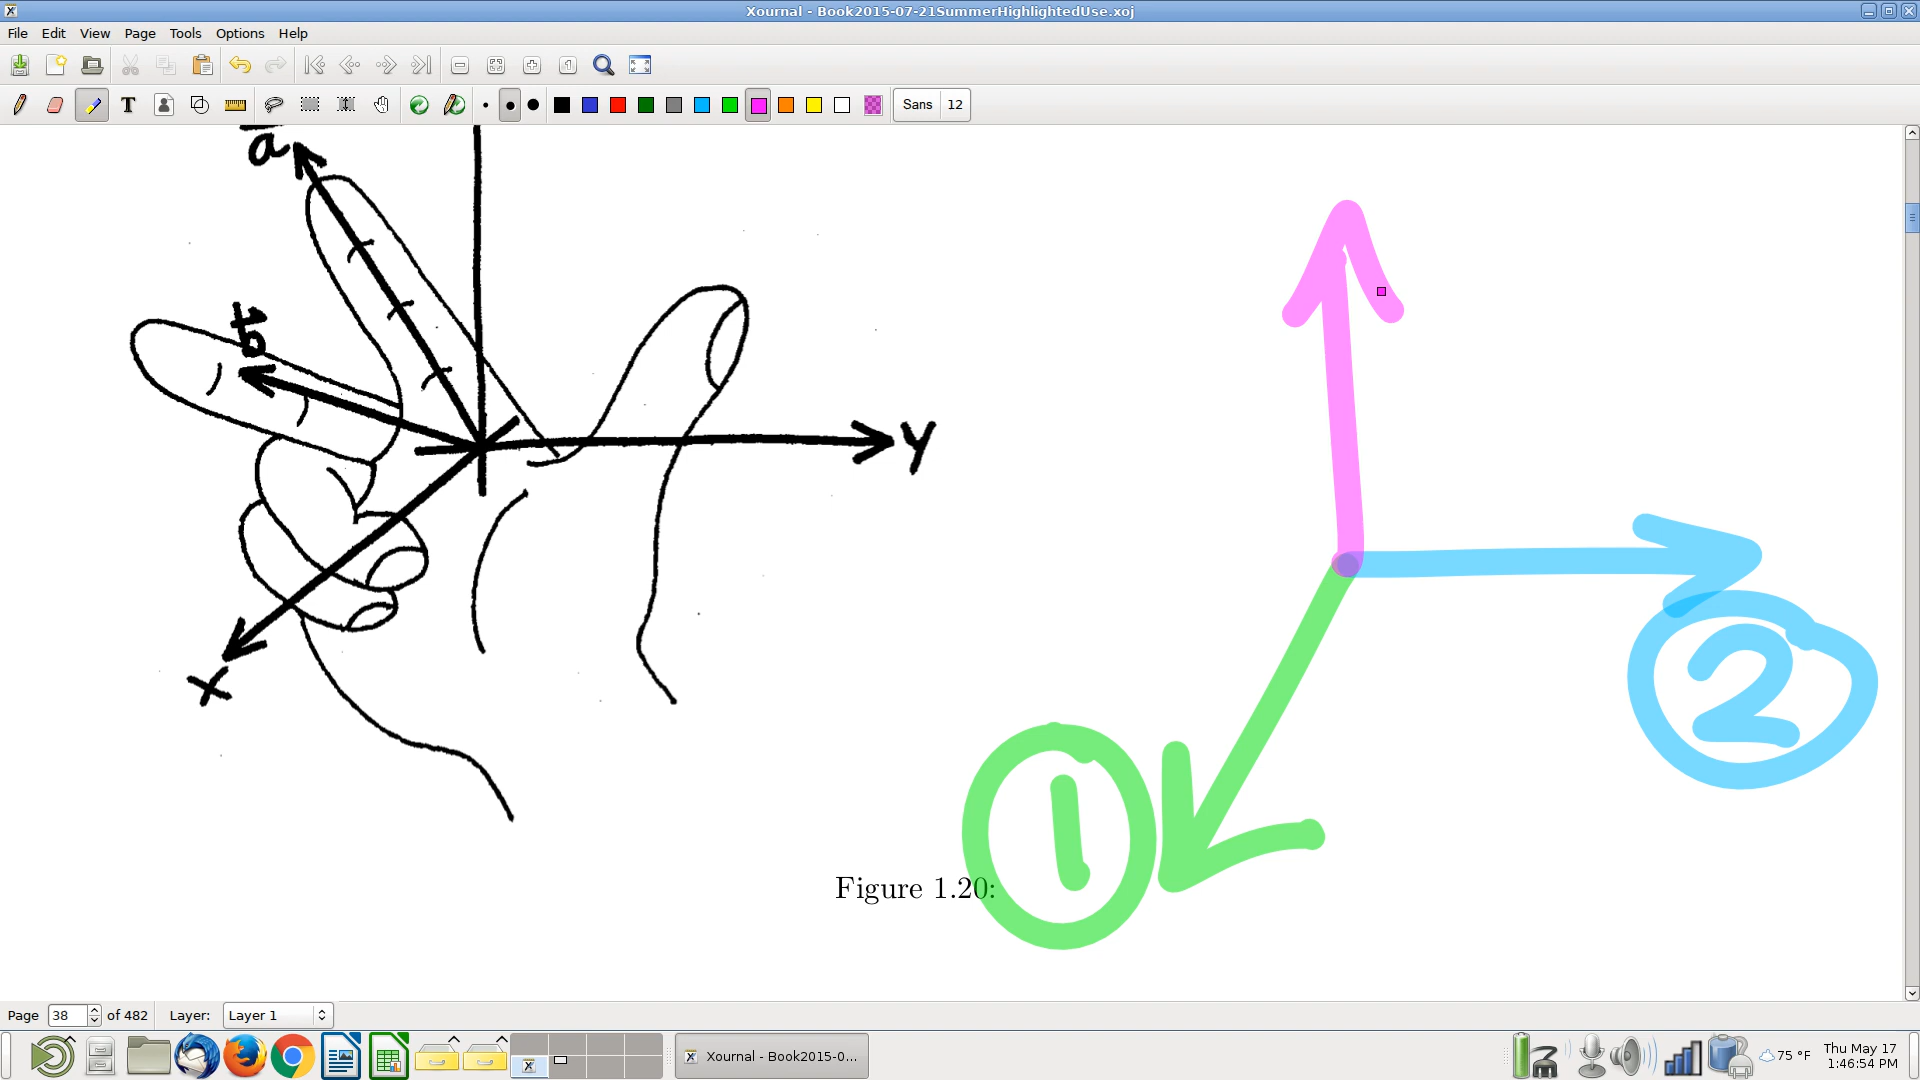 Xournal - Book2015-07-21SummerHighlightedUse.xoj
File Edit View Page Tools Options Help
T Sans 12
a
b
y
x
2
1
Figure 1.20:
Page 38 of 482 Layer: Layer 1
Xournal - Book2015-0...
75 °F
Thu May 17
1:46:54 PM